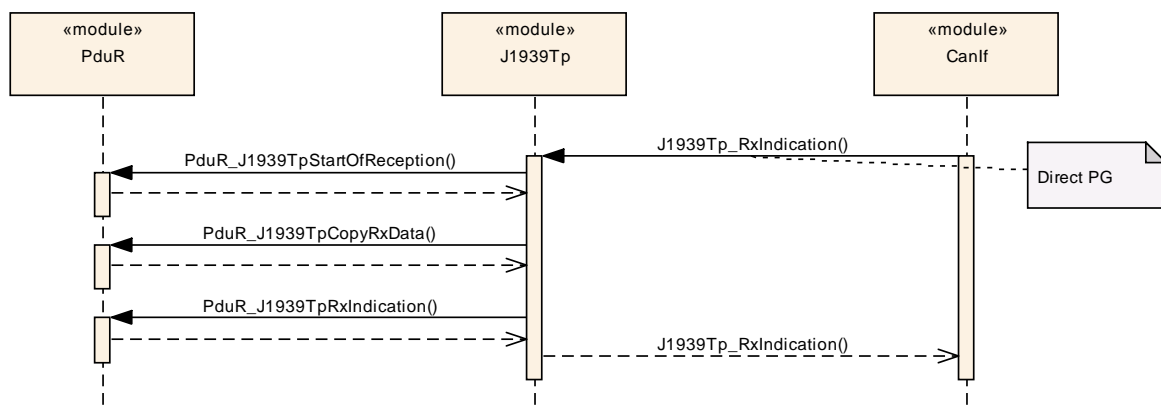 «module»
PduR
«module»
J1939Tp
«module»
CanIf
J1939Tp_RxIndication()
PduR_J1939TpStartOfReception()
Direct PG
PduR_J1939TpCopyRxData()
PduR_J1939TpRxIndication()
J1939Tp_RxIndication()